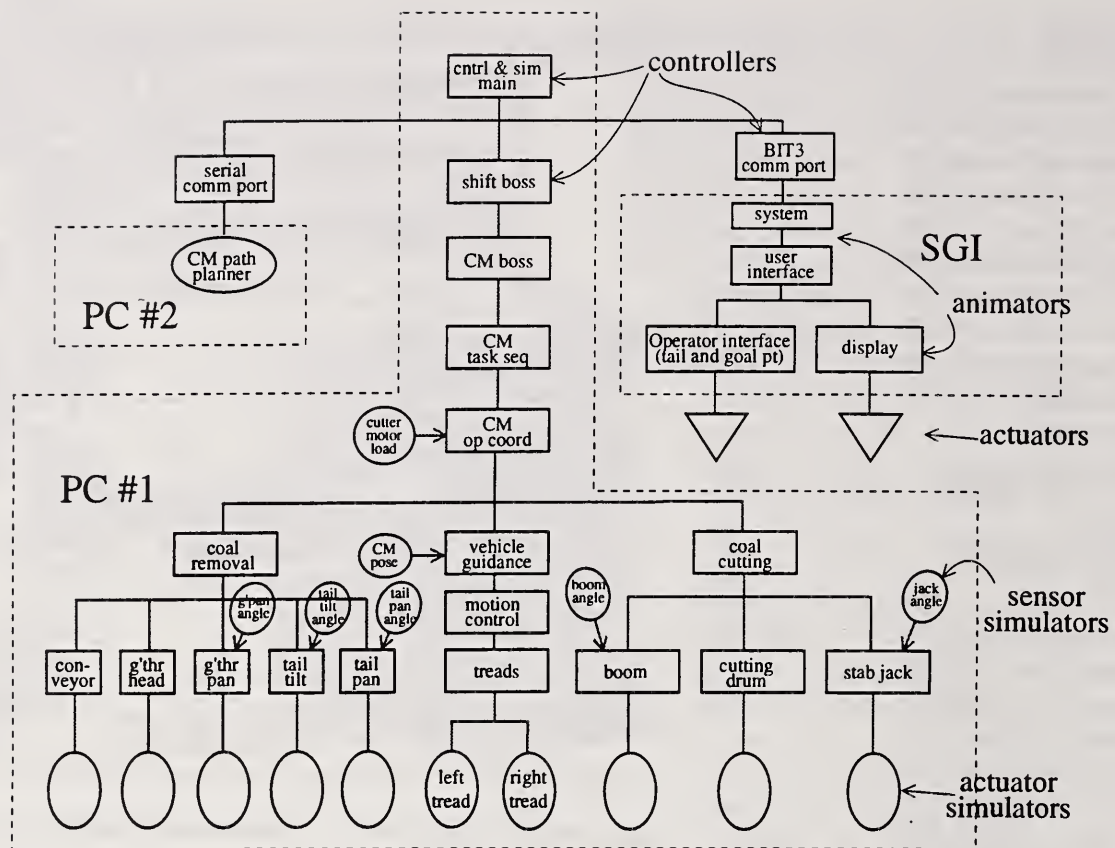 cntrl & sim
main
controllers
serial
comm port
shift boss
BIT3
comm port
system
SGI
user
interface
CM path
planner
CM boss
PC #2
animators
CM
task seq
Operator interface
(tail and goal pt)
display
cutter
motor
load
CM
op coord
actuators
PC #1
coal
removal
CM
pose
vehicle
guidance
coal
cutting
g'pan
angle
tail
tilt
angle
tail
pan
angle
motion
control
boom
angle
jack
angle
sensor
simulators
con-
veyor
g'thr
head
g'thr
pan
tail
tilt
tail
pan
treads
boom
cutting
drum
stab jack
left
tread
right
tread
actuator
simulators